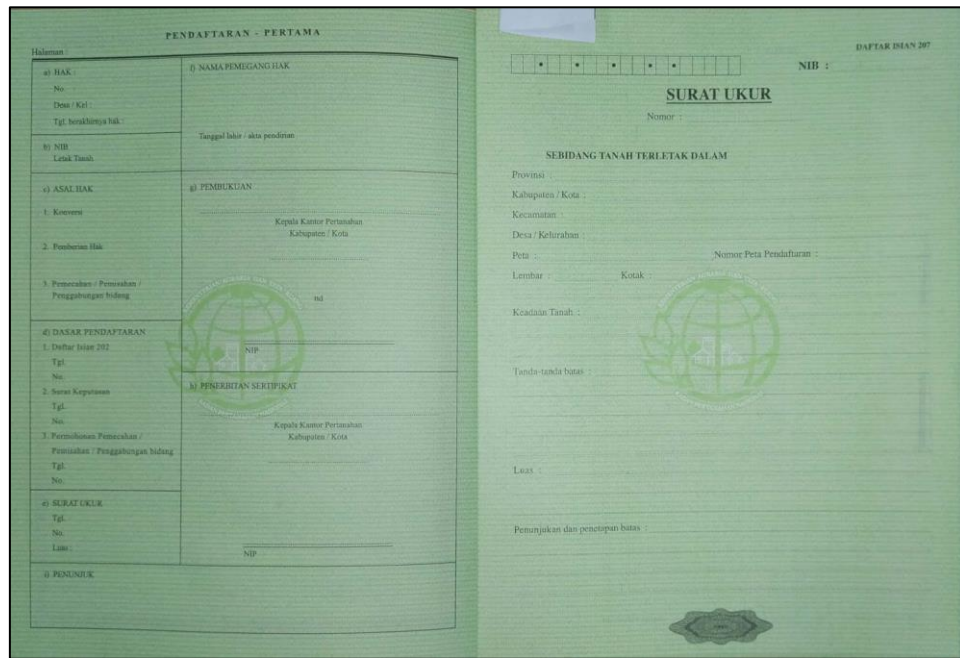 PENDAFTARAN - PERTAMA
Halaman :
a) HAK :
No.
Desa / Kel :
Tgl. berakhirnya hak :
b) NIB
Letak Tanah
c) ASAL HAK
1. Konversi
2. Pemberian Hak
3. Pemecahan / Pemisahan /
Penggabungan bidang
d) DASAR PENDAFTARAN
1. Daftar Isian 202
Tgl.
No.
2. Surat Keputusan
Tgl.
No.
3. Permohonan Pemecahan /
Pemisahan / Penggabungan bidang
Tgl.
No.
e) SURAT UKUR
Tgl.
No.
Luas :
f) NAMA PEMEGANG HAK
Tanggal lahir / akta pendirian
g) PEMBUKUAN
Kepala Kantor Pertanahan
Kabupaten / Kota
ttd
NIP
h) PENERBITAN SERTIPIKAT
Kepala Kantor Pertanahan
Kabupaten / Kota
NIP
i) PENUNJUK
DAFTAR ISIAN 207
NIB :
SURAT UKUR
Nomor :
SEBIDANG TANAH TERLETAK DALAM
Provinsi :
Kabupaten / Kota :
Kecamatan :
Desa / Kelurahan :
Peta : Nomor Peta Pendaftaran :
Lembar : Kotak :
Keadaan Tanah :
Tanda-tanda batas :
Luas :
Penunjukan dan penetapan batas :